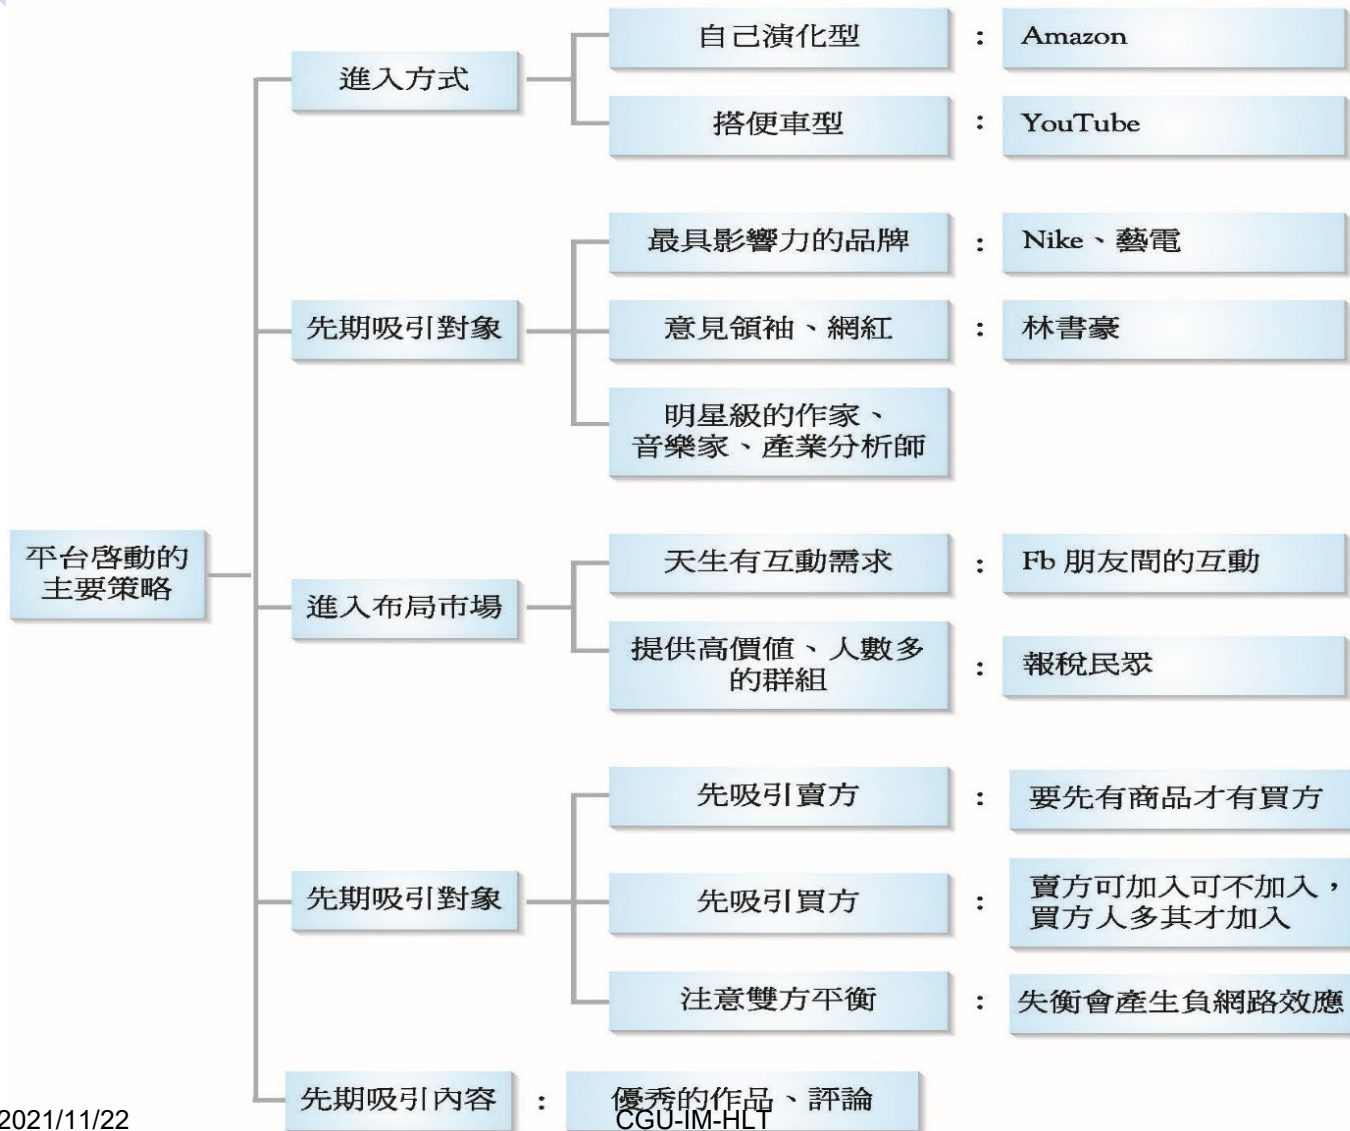 自己演化型 : Amazon
進入方式
搭便車型 : YouTube
最具影響力的品牌 : Nike、藝電
先期吸引對象
意見領袖、網紅 : 林書豪
明星級的作家、
音樂家、產業分析師
平台啓動的
主要策略
天生有互動需求 : Fb 朋友間的互動
進入布局市場
提供高價值、人數多
的群組 : 報稅民眾
先吸引賣方 : 要先有商品才有買方
先期吸引對象
先吸引買方 : 賣方可加入可不加入，
買方人多其才加入
注意雙方平衡 : 失衡會產生負網路效應
先期吸引內容 : 優秀的作品、評論
2021/11/22
CGU-IM-HLT